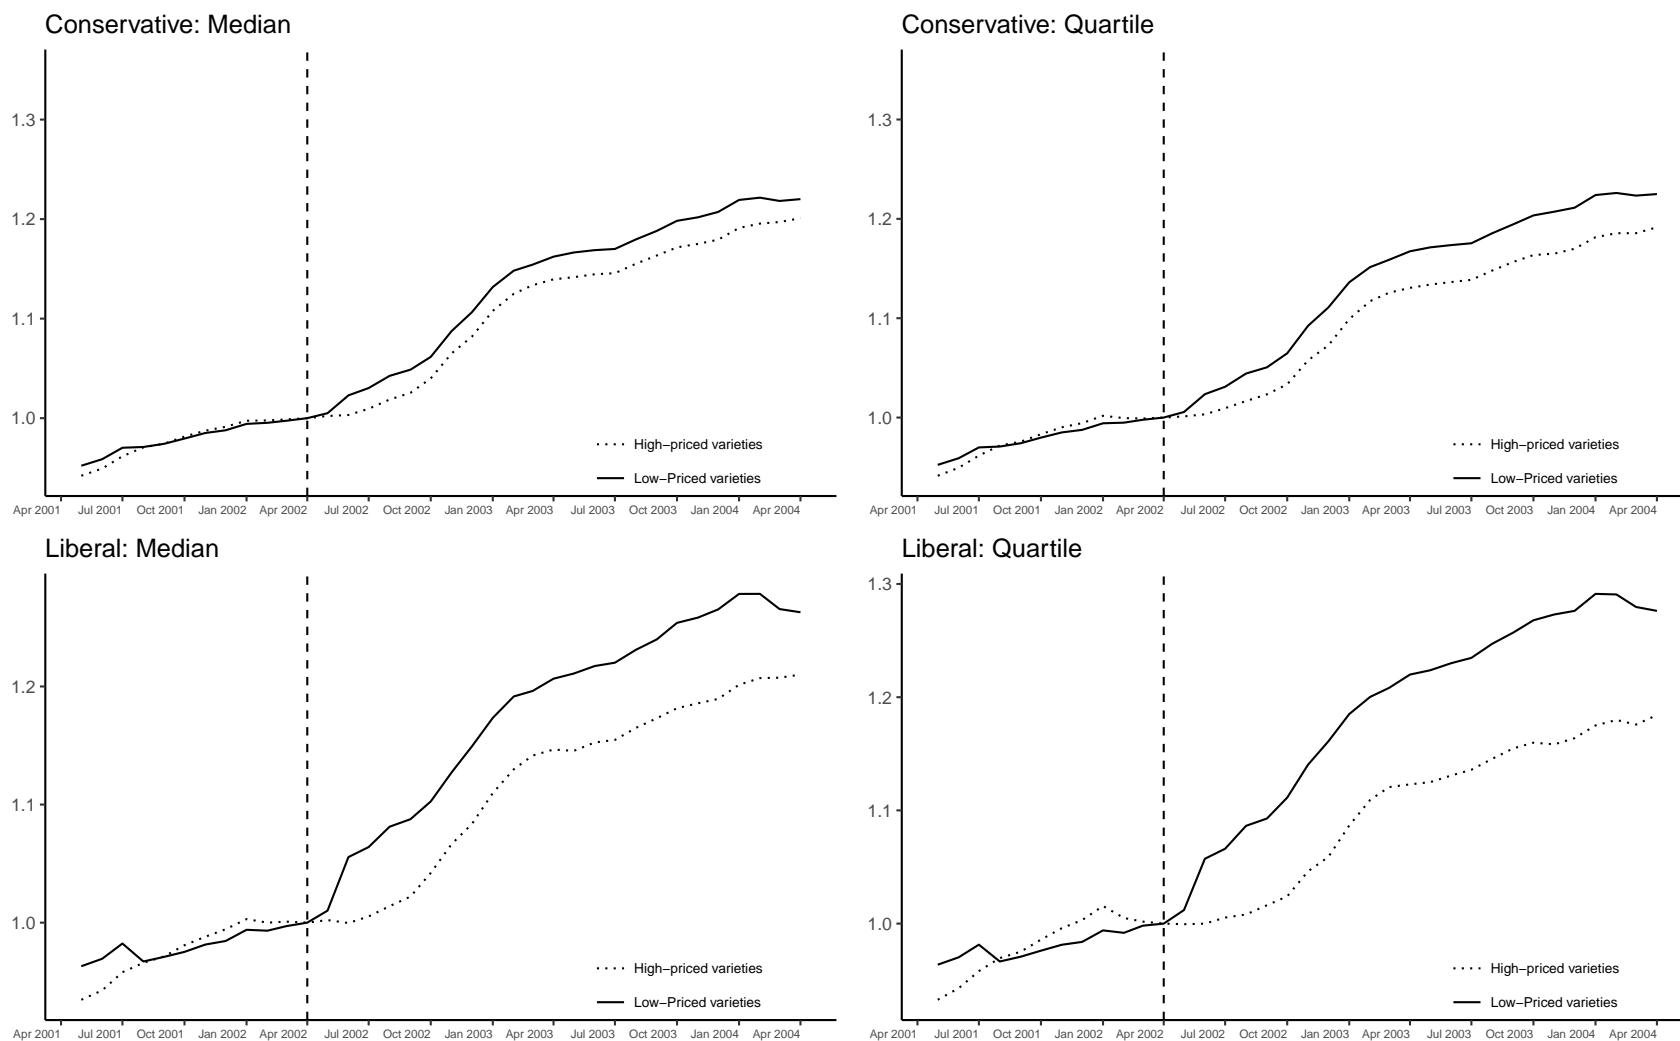 Conservative: Median
1.3
1.2
1.1
1.0
High−priced varieties
Low−Priced varieties
Apr 2001 Jul 2001 Oct 2001 Jan 2002 Apr 2002 Jul 2002 Oct 2002 Jan 2003 Apr 2003 Jul 2003 Oct 2003 Jan 2004 Apr 2004
Conservative: Quartile
1.3
1.2
1.1
1.0
High−priced varieties
Low−Priced varieties
Apr 2001 Jul 2001 Oct 2001 Jan 2002 Apr 2002 Jul 2002 Oct 2002 Jan 2003 Apr 2003 Jul 2003 Oct 2003 Jan 2004 Apr 2004
Liberal: Median
1.2
1.1
1.0
High−priced varieties
Low−Priced varieties
Apr 2001 Jul 2001 Oct 2001 Jan 2002 Apr 2002 Jul 2002 Oct 2002 Jan 2003 Apr 2003 Jul 2003 Oct 2003 Jan 2004 Apr 2004
Liberal: Quartile
1.3
1.2
1.1
1.0
High−priced varieties
Low−Priced varieties
Apr 2001 Jul 2001 Oct 2001 Jan 2002 Apr 2002 Jul 2002 Oct 2002 Jan 2003 Apr 2003 Jul 2003 Oct 2003 Jan 2004 Apr 2004